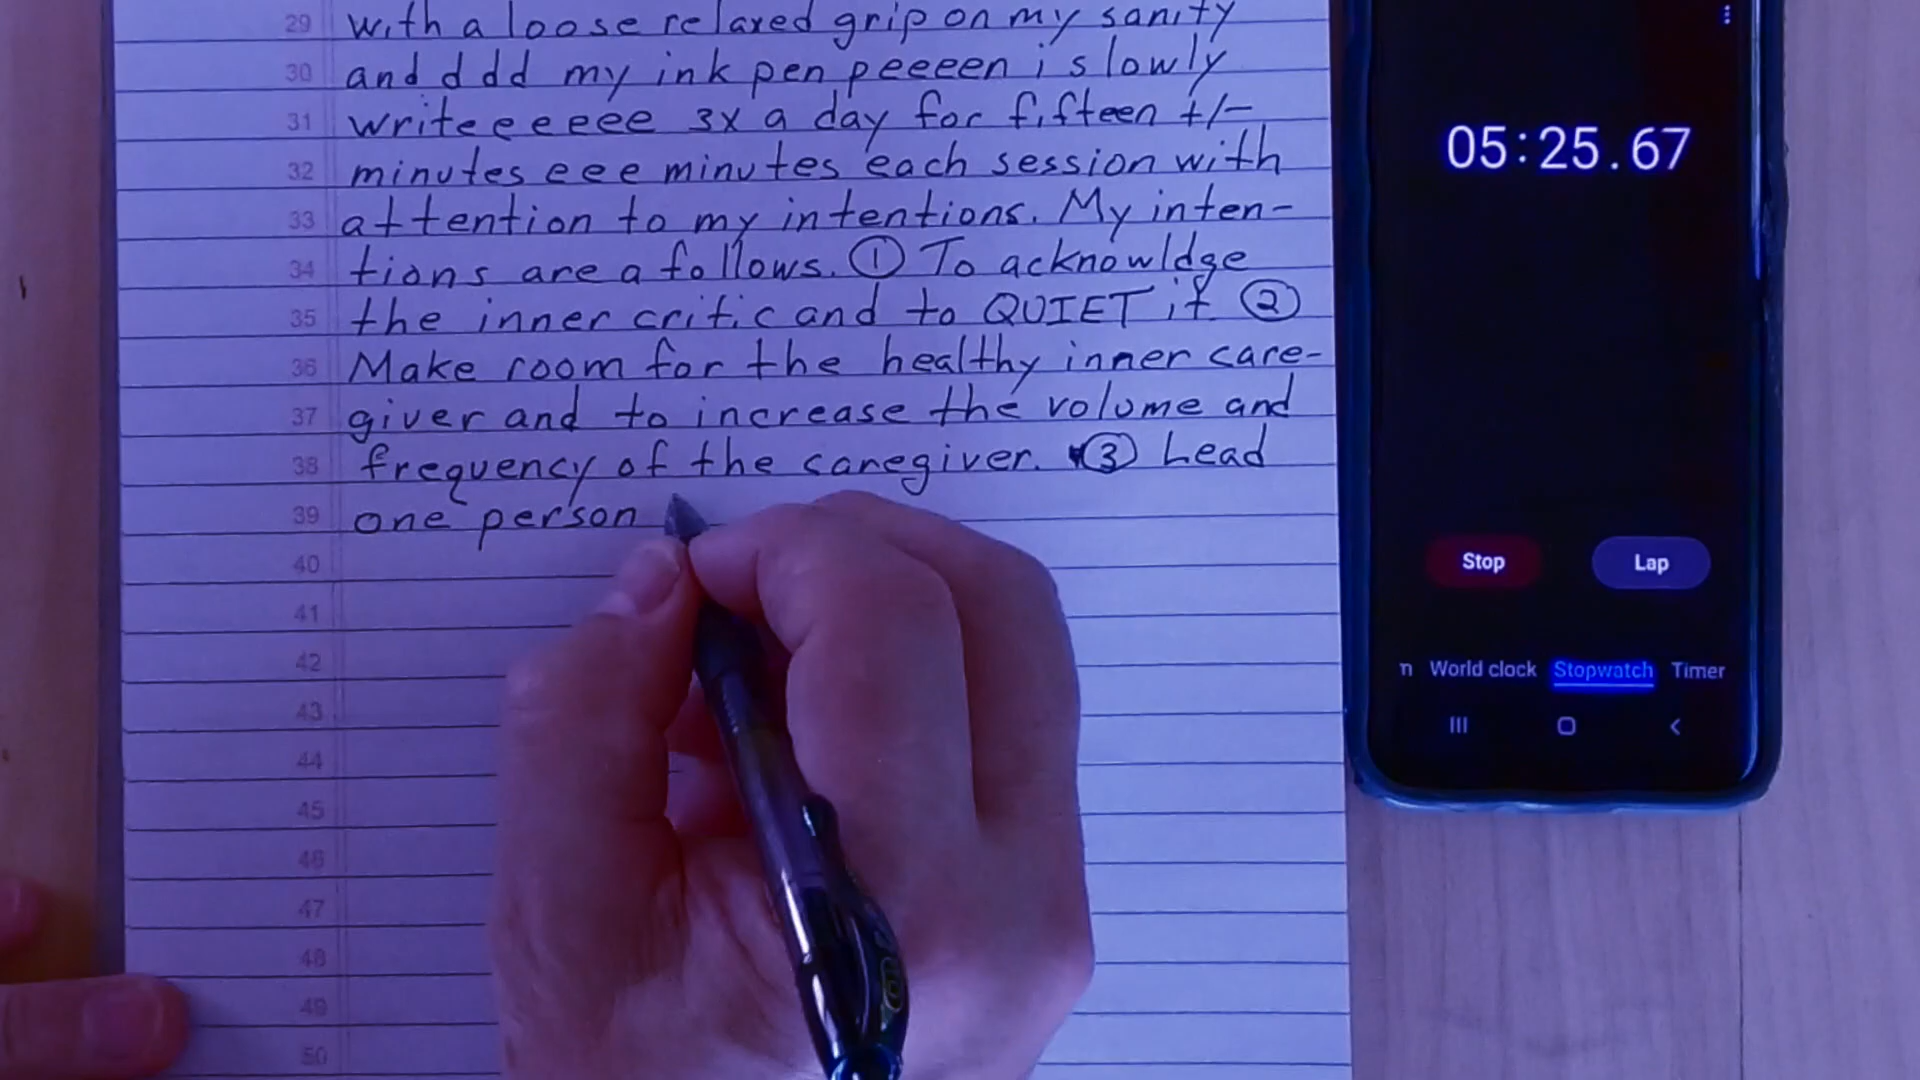 29 with a loose relaxed grip on my sanity
30 and d dd my ink pen peeeen i slowly
31 writeeeeee 3x a day for fifteen +/-
32 minutes eee minutes each session with
33 attention to my intentions. My inten-
34 tions are a follows. ① To acknowldge
35 the inner critic and to QUIET it ②
36 Make room for the healthy inner care-
37 giver and to increase the volume and
38 frequency of the caregiver. ③ Lead
39 one person
40
41
42
43
44
45
46
47
48
49
50
05:25.67
Stop Lap
n World clock Stopwatch Timer